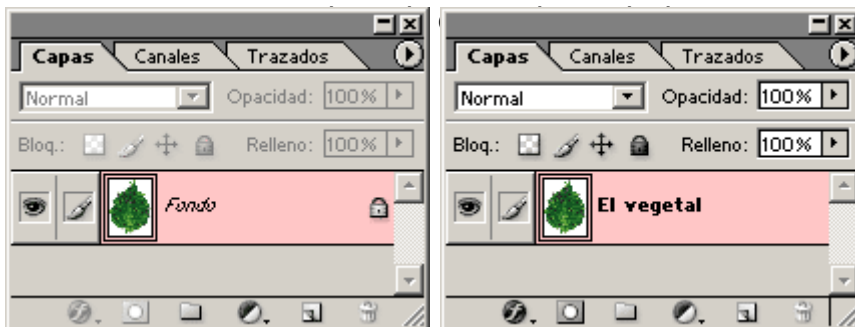 Capas Canales Trazados
Normal Opacidad: 100%
Bloq.: Relleno: 100%
Fondo
Capas Canales Trazados
Normal Opacidad: 100%
Bloq.: Relleno: 100%
El vegetal